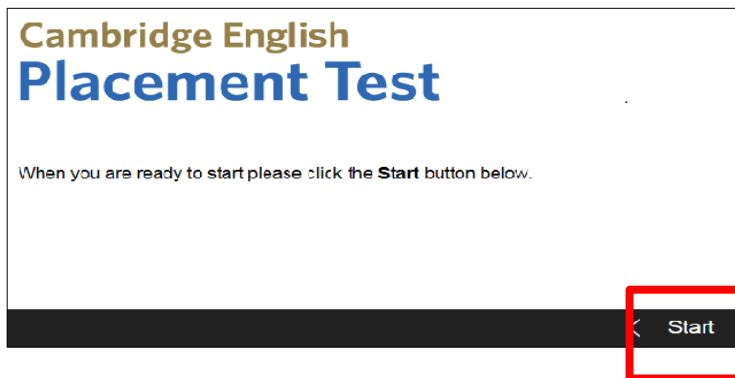 Cambridge English
Placement Test
When you are ready to start please click the Start button below.
Start